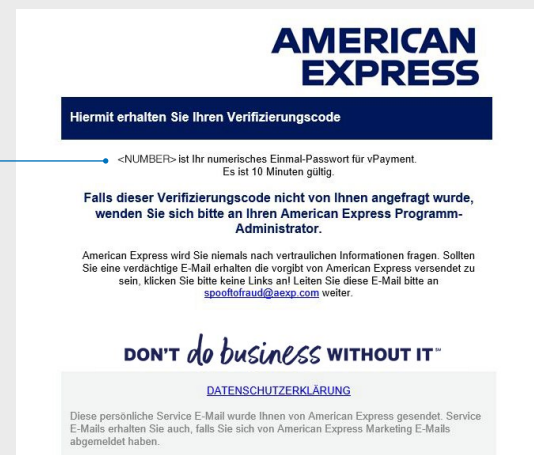 AMERICAN
EXPRESS
Hiermit erhalten Sie Ihren Verifizierungscode
<NUMBER> ist Ihr numerisches Einmal-Passwort für vPayment.
Es ist 10 Minuten gültig.
Falls dieser Verifizierungscode nicht von Ihnen angefragt wurde,
wenden Sie sich bitte an Ihren American Express Programm-
Administrator.
American Express wird Sie niemals nach vertraulichen Informationen fragen. Sollten
Sie eine verdächtige E-Mail erhalten die vorgibt von American Express versendet zu
sein, klicken Sie bitte keine Links an! Leiten Sie diese E-Mail bitte an
spooftofraud@aexp.com weiter.
DON'T do business WITHOUT IT™
DATENSCHUTZERKLÄRUNG
Diese persönliche Service E-Mail wurde Ihnen von American Express gesendet. Service
E-Mails erhalten Sie auch, falls Sie sich von American Express Marketing E-Mails
abgemeldet haben.